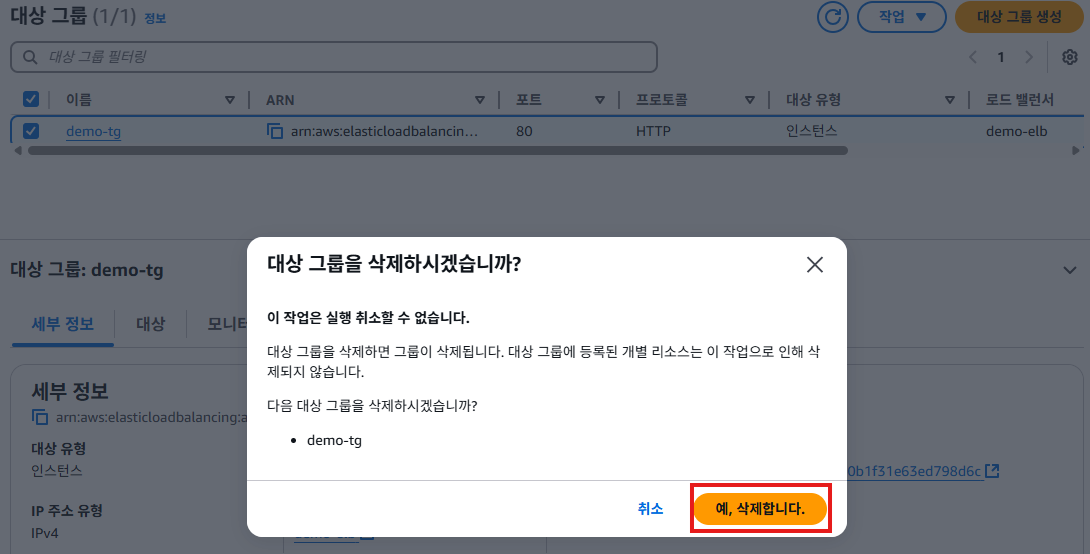 대상 그룹 (1/1) 정보
작업
대상 그룹 생성
대상 그룹 필터링
1
이름 ARN 포트 프로토콜 대상 유형 로드 밸런서
demo-tg arn:aws:elasticloadbalancin... 80 HTTP 인스턴스 demo-elb
대상 그룹: demo-tg
세부 정보 대상 모니터
세부 정보
arn:aws:elasticloadbalancing:a
대상 유형
인스턴스
0b1f31e63ed798d6c
IP 주소 유형
IPv4
대상 그룹을 삭제하시겠습니까?
이 작업은 실행 취소할 수 없습니다.
대상 그룹을 삭제하면 그룹이 삭제됩니다. 대상 그룹에 등록된 개별 리소스는 이 작업으로 인해 삭
제되지 않습니다.
다음 대상 그룹을 삭제하시겠습니까?
• demo-tg
취소
예, 삭제합니다.